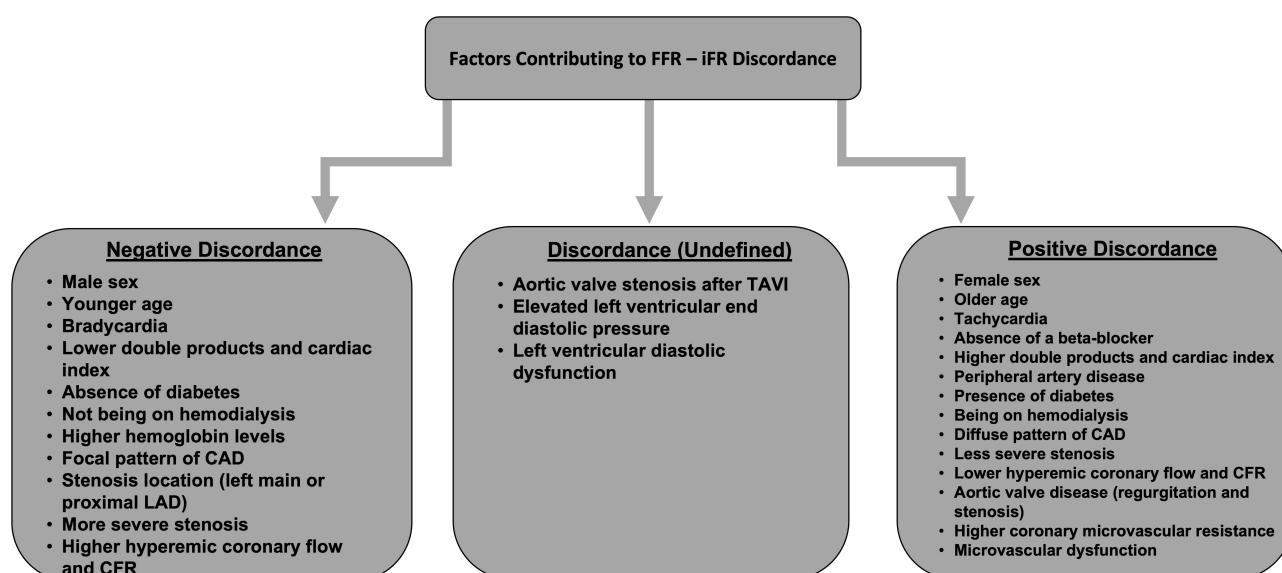 Factors Contributing to FFR – iFR Discordance
Negative Discordance
• Male sex
• Younger age
• Bradycardia
• Lower double products and cardiac
index
• Absence of diabetes
• Not being on hemodialysis
• Higher hemoglobin levels
• Focal pattern of CAD
• Stenosis location (left main or
proximal LAD)
• More severe stenosis
• Higher hyperemic coronary flow
and CFR
Discordance (Undefined)
• Aortic valve stenosis after TAVI
• Elevated left ventricular end
diastolic pressure
• Left ventricular diastolic
dysfunction
Positive Discordance
• Female sex
• Older age
• Tachycardia
• Absence of a beta-blocker
• Higher double products and cardiac index
• Peripheral artery disease
• Presence of diabetes
• Being on hemodialysis
• Diffuse pattern of CAD
• Less severe stenosis
• Lower hyperemic coronary flow and CFR
• Aortic valve disease (regurgitation and
stenosis)
• Higher coronary microvascular resistance
• Microvascular dysfunction